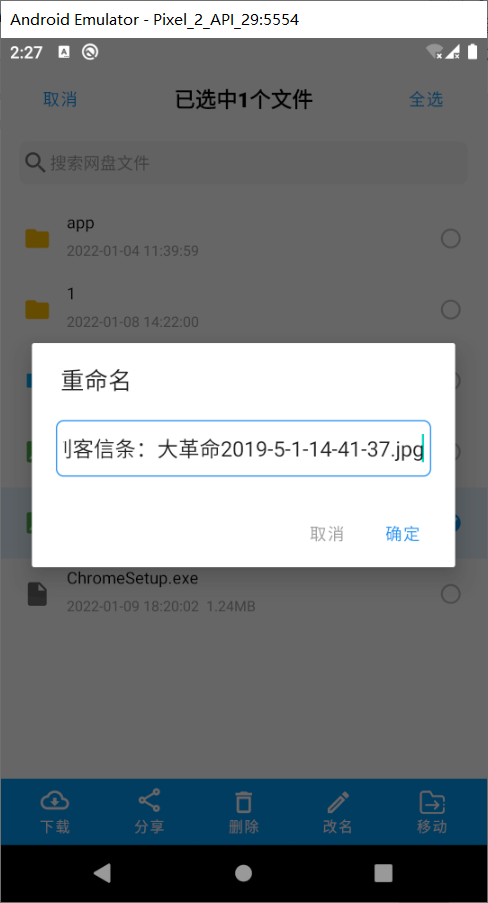 Android Emulator - Pixel_2_API_29:5554
2:27
取消 已选中1个文件 全选
搜索网盘文件
app
2022-01-04 11:39:59
1
2022-01-08 14:22:00
重命名
客信条：大革命2019-5-1-14-41-37.jpg
取消 确定
ChromeSetup.exe
2022-01-09 18:20:02 1.24MB
下载 分享 删除 改名 移动